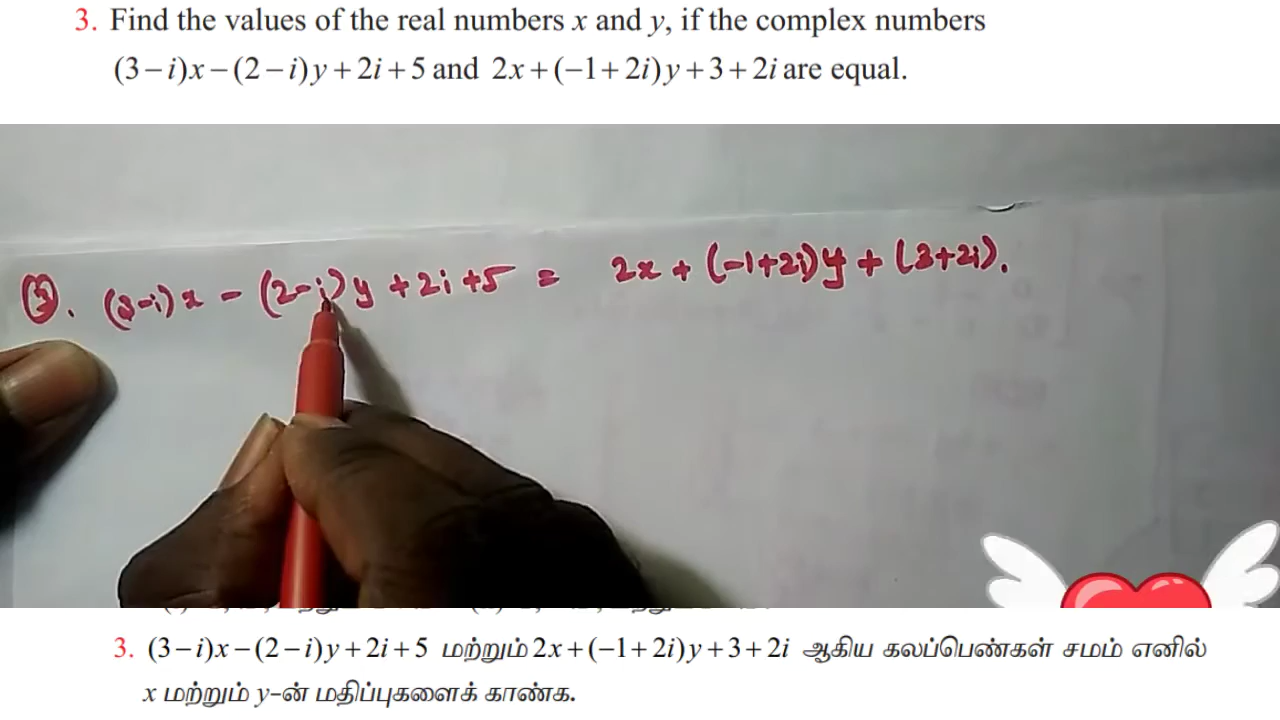 3. Find the values of the real numbers x and y, if the complex numbers
(3−i)x−(2−i)y+2i+5 and 2x+(−1+2i)y+3+2i are equal.
③. (3-i)x - (2-i)y +2i +5 = 2x + (-1+2i)y + (3+2i).
3. (3−i)x−(2−i)y+2i+5 மற்றும் 2x+(−1+2i)y+3+2i ஆகிய கலப்பெண்கள் சமம் எனில்
x மற்றும் y-ன் மதிப்புகளைக் காண்க.